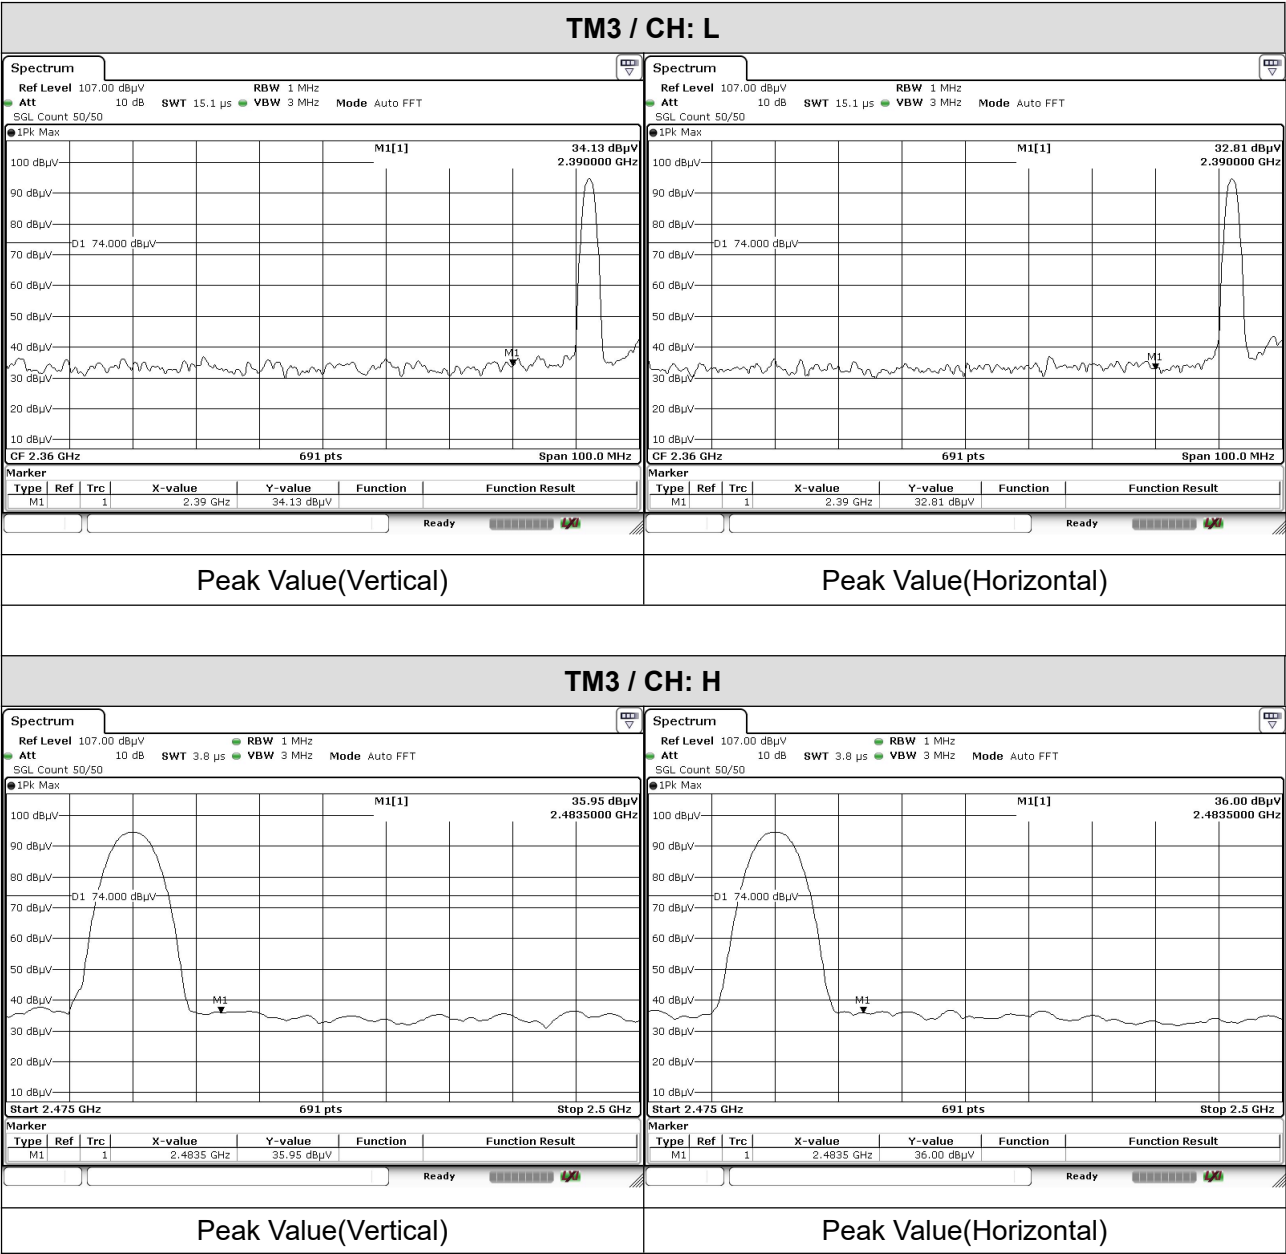 TM3 / CH: L
Spectrum
Ref Level 107.00 dBµV RBW 1 MHz
Att 10 dB SWT 15.1 µs VBW 3 MHz Mode Auto FFT
SGL Count 50/50
1Pk Max
M1[1] 34.13 dBµV
2.390000 GHz
100 dBµV
90 dBµV
80 dBµV
D1 74.000 dBµV
70 dBµV
60 dBµV
50 dBµV
40 dBµV
M1
30 dBµV
20 dBµV
10 dBµV
CF 2.36 GHz 691 pts Span 100.0 MHz
Marker
Type Ref Trc X-value Y-value Function Function Result
M1 1 2.39 GHz 34.13 dBµV
Ready
LXI
Peak Value(Vertical)
Spectrum
Ref Level 107.00 dBµV RBW 1 MHz
Att 10 dB SWT 15.1 µs VBW 3 MHz Mode Auto FFT
SGL Count 50/50
1Pk Max
M1[1] 32.81 dBµV
2.390000 GHz
100 dBµV
90 dBµV
80 dBµV
D1 74.000 dBµV
70 dBµV
60 dBµV
50 dBµV
40 dBµV
M1
30 dBµV
20 dBµV
10 dBµV
CF 2.36 GHz 691 pts Span 100.0 MHz
Marker
Type Ref Trc X-value Y-value Function Function Result
M1 1 2.39 GHz 32.81 dBµV
Ready
LXI
Peak Value(Horizontal)
TM3 / CH: H
Spectrum
Ref Level 107.00 dBµV RBW 1 MHz
Att 10 dB SWT 3.8 µs VBW 3 MHz Mode Auto FFT
SGL Count 50/50
1Pk Max
M1[1] 35.95 dBµV
2.4835000 GHz
100 dBµV
90 dBµV
80 dBµV
D1 74.000 dBµV
70 dBµV
60 dBµV
50 dBµV
40 dBµV
M1
30 dBµV
20 dBµV
10 dBµV
Start 2.475 GHz 691 pts Stop 2.5 GHz
Marker
Type Ref Trc X-value Y-value Function Function Result
M1 1 2.4835 GHz 35.95 dBµV
Ready
LXI
Peak Value(Vertical)
Spectrum
Ref Level 107.00 dBµV RBW 1 MHz
Att 10 dB SWT 3.8 µs VBW 3 MHz Mode Auto FFT
SGL Count 50/50
1Pk Max
M1[1] 36.00 dBµV
2.4835000 GHz
100 dBµV
90 dBµV
80 dBµV
D1 74.000 dBµV
70 dBµV
60 dBµV
50 dBµV
40 dBµV
M1
30 dBµV
20 dBµV
10 dBµV
Start 2.475 GHz 691 pts Stop 2.5 GHz
Marker
Type Ref Trc X-value Y-value Function Function Result
M1 1 2.4835 GHz 36.00 dBµV
Ready
LXI
Peak Value(Horizontal)